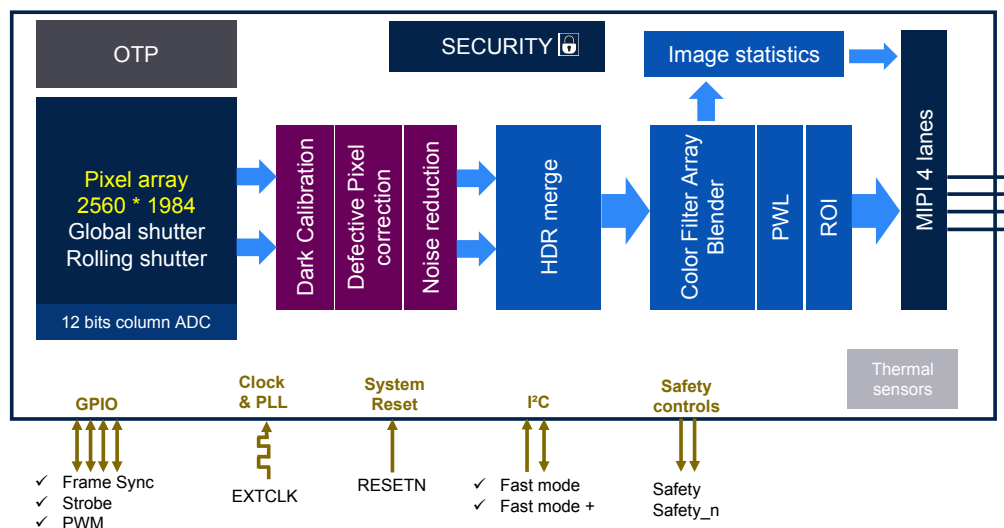 OTP
SECURITY
Image statistics
Pixel array
2560 * 1984
Global shutter
Rolling shutter
12 bits column ADC
Dark Calibration
Defective Pixel
correction
Noise reduction
HDR merge
Color Filter Array
Blender
PWL
ROI
MIPI 4 lanes
Thermal
sensors
GPIO
Clock
& PLL
System
Reset
I²C
Safety
controls
✓ Frame Sync
✓ Strobe
✓ PWM
EXTCLK
RESETN
✓ Fast mode
✓ Fast mode +
Safety
Safety_n